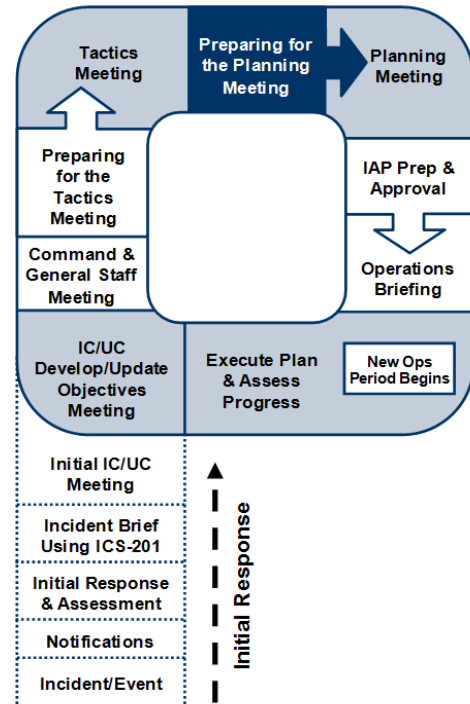 Tactics
Meeting
Preparing for
the Planning
Meeting
Planning
Meeting
Preparing
for the
Tactics
Meeting
IAP Prep &
Approval
Command &
General Staff
Meeting
Operations
Briefing
IC/UC
Develop/Update
Objectives
Meeting
Execute Plan
& Assess
Progress
New Ops
Period Begins
Initial IC/UC
Meeting
Incident Brief
Using ICS-201
Initial Response
& Assessment
Notifications
Incident/Event
Initial Response